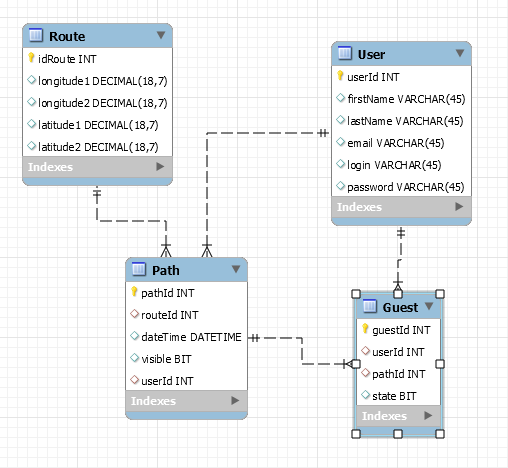 Route
idRoute INT
longitude1 DECIMAL(18,7)
longitude2 DECIMAL(18,7)
latitude1 DECIMAL(18,7)
latitude2 DECIMAL(18,7)
Indexes
User
userId INT
firstName VARCHAR(45)
lastName VARCHAR(45)
email VARCHAR(45)
login VARCHAR(45)
password VARCHAR(45)
Indexes
Path
pathId INT
routeId INT
dateTime DATETIME
visible BIT
userId INT
Indexes
Guest
guestId INT
userId INT
pathId INT
state BIT
Indexes